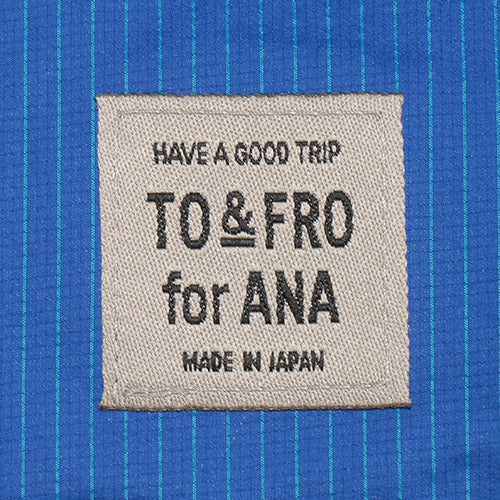 HAVE A GOOD TRIP
TO & FRO
for ANA
MADE IN JAPAN